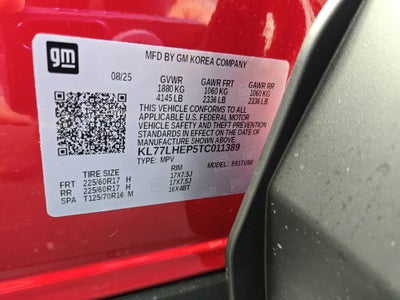 gm
MFD BY GM KOREA COMPANY
08/25 GVWR GAWR FRT GAWR RR
1880 KG 1060 KG 1060 KG
4145 LB 2336 LB 2336 LB
THIS VEHICLE CONFORMS TO ALL
APPLICABLE U.S. FEDERAL MOTOR
VEHICLE SAFETY AND THEFT PREVENTION
STANDARDS IN EFFECT ON THE DATE OF
MANUFACTURE SHOWN ABOVE.
KL77LHEP5TC011389
TYPE: MPV MODEL:
TIRE SIZE RIM
FRT 225/60R17 H 17X7.5J
RR 225/60R17 H 17X7.5J
SPA T125/70R16 M 16X4BT